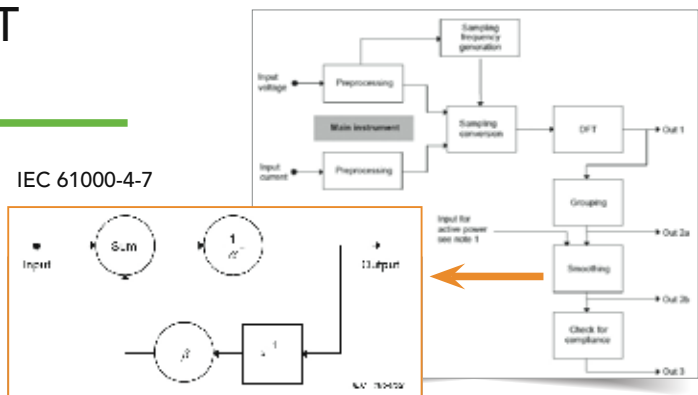 T
IEC 61000-4-7
Sampling
frequency
generation
Input
voltage
Preprocessing
Main instrument
Sampling
conversion
DFT
Out 1
Input
current
Preprocessing
Grouping
Input for
active power
see note 1
Out 2a
Smoothing
Out 2b
Check for
compliance
Out 3
Input
Sum
1
α
Output
β